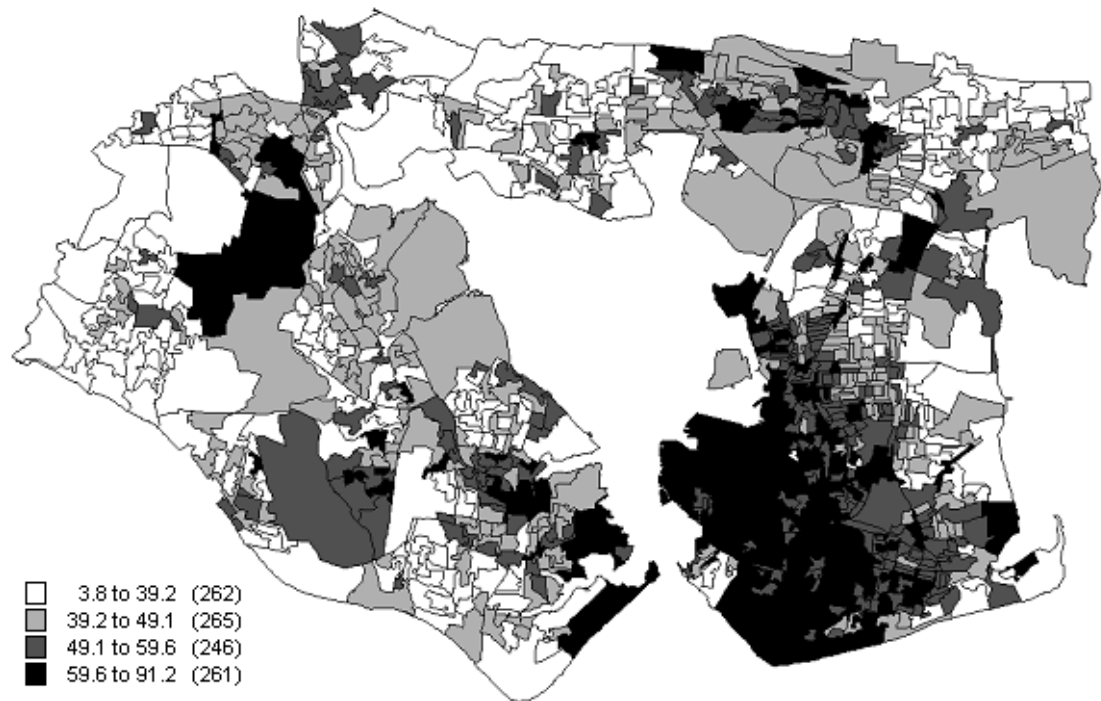 3.8 to 39.2 (262)
39.2 to 49.1 (265)
49.1 to 59.6 (246)
59.6 to 91.2 (261)